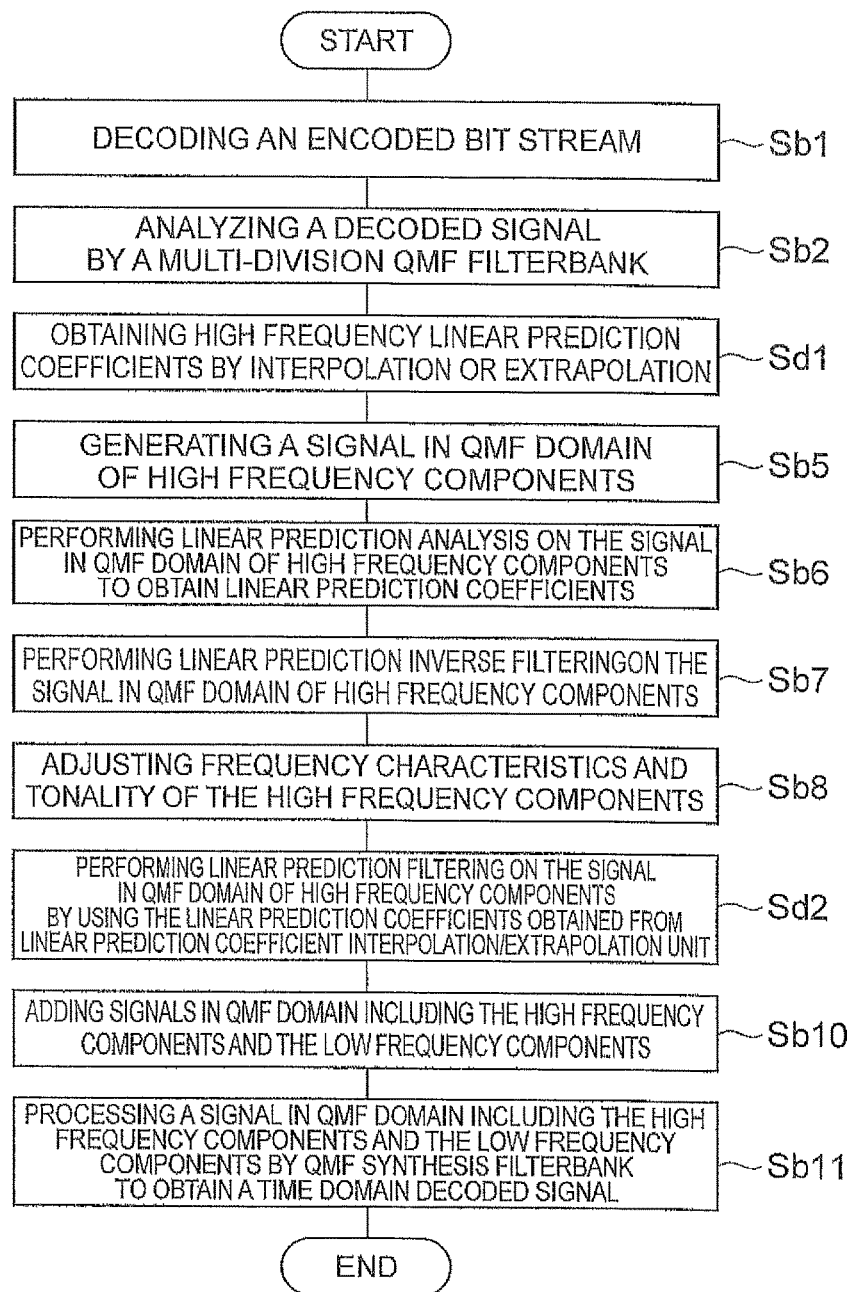 START
DECODING AN ENCODED BIT STREAM
Sb1
ANALYZING A DECODED SIGNAL
BY A MULTI-DIVISION QMF FILTERBANK
Sb2
OBTAINING HIGH FREQUENCY LINEAR PREDICTION
COEFFICIENTS BY INTERPOLATION OR EXTRAPOLATION
Sd1
GENERATING A SIGNAL IN QMF DOMAIN
OF HIGH FREQUENCY COMPONENTS
Sb5
PERFORMING LINEAR PREDICTION ANALYSIS ON THE SIGNAL
IN QMF DOMAIN OF HIGH FREQUENCY COMPONENTS
TO OBTAIN LINEAR PREDICTION COEFFICIENTS
Sb6
PERFORMING LINEAR PREDICTION INVERSE FILTERINGON THE
SIGNAL IN QMF DOMAIN OF HIGH FREQUENCY COMPONENTS
Sb7
ADJUSTING FREQUENCY CHARACTERISTICS AND
TONALITY OF THE HIGH FREQUENCY COMPONENTS
Sb8
PERFORMING LINEAR PREDICTION FILTERING ON THE SIGNAL
IN QMF DOMAIN OF HIGH FREQUENCY COMPONENTS
BY USING THE LINEAR PREDICTION COEFFICIENTS OBTAINED FROM
LINEAR PREDICTION COEFFICIENT INTERPOLATION/EXTRAPOLATION UNIT
Sd2
ADDING SIGNALS IN QMF DOMAIN INCLUDING THE HIGH FREQUENCY
COMPONENTS AND THE LOW FREQUENCY COMPONENTS
Sb10
PROCESSING A SIGNAL IN QMF DOMAIN INCLUDING THE HIGH
FREQUENCY COMPONENTS AND THE LOW FREQUENCY
COMPONENTS BY QMF SYNTHESIS FILTERBANK
TO OBTAIN A TIME DOMAIN DECODED SIGNAL
Sb11
END